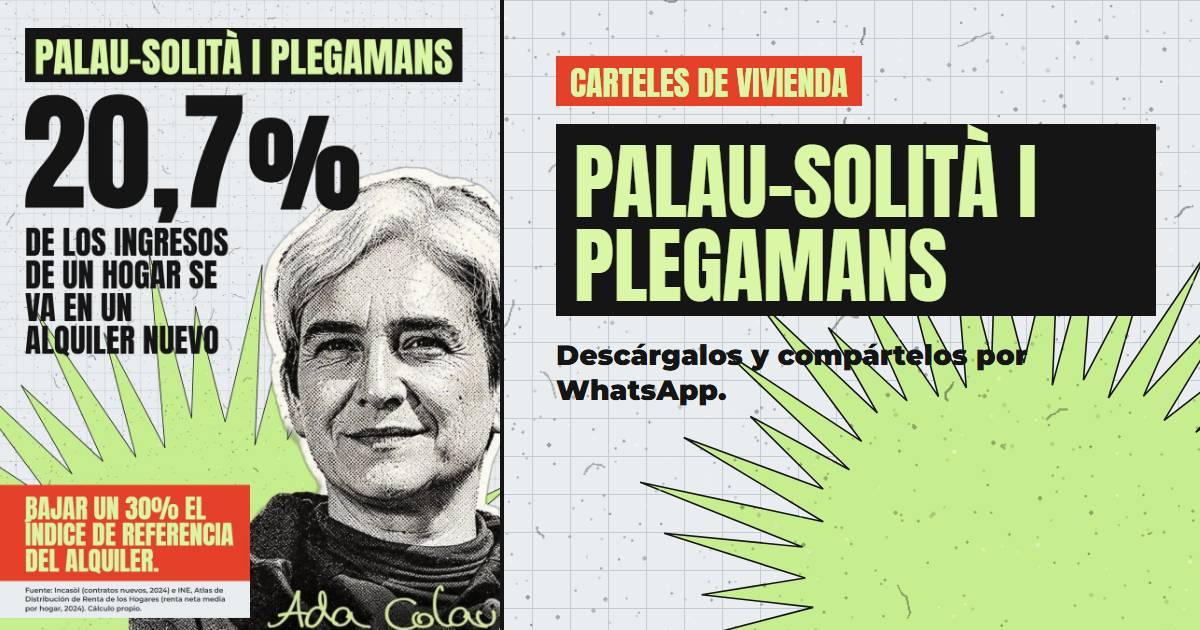 PALAU-SOLITÀ I PLEGAMANS
20,7%
DE LOS INGRESOS
DE UN HOGAR SE
VA EN UN
ALQUILER NUEVO
BAJAR UN 30% EL
ÍNDICE DE REFERENCIA
DEL ALQUILER.
Fuente: Incasòl (contratos nuevos, 2024) e INE, Atlas de
Distribución de Renta de los Hogares (renta neta media
por hogar, 2024). Cálculo propio.
Ada Colau
CARTELES DE VIVIENDA
PALAU-SOLITÀ I
PLEGAMANS
Descárgalos y compártelos por
WhatsApp.